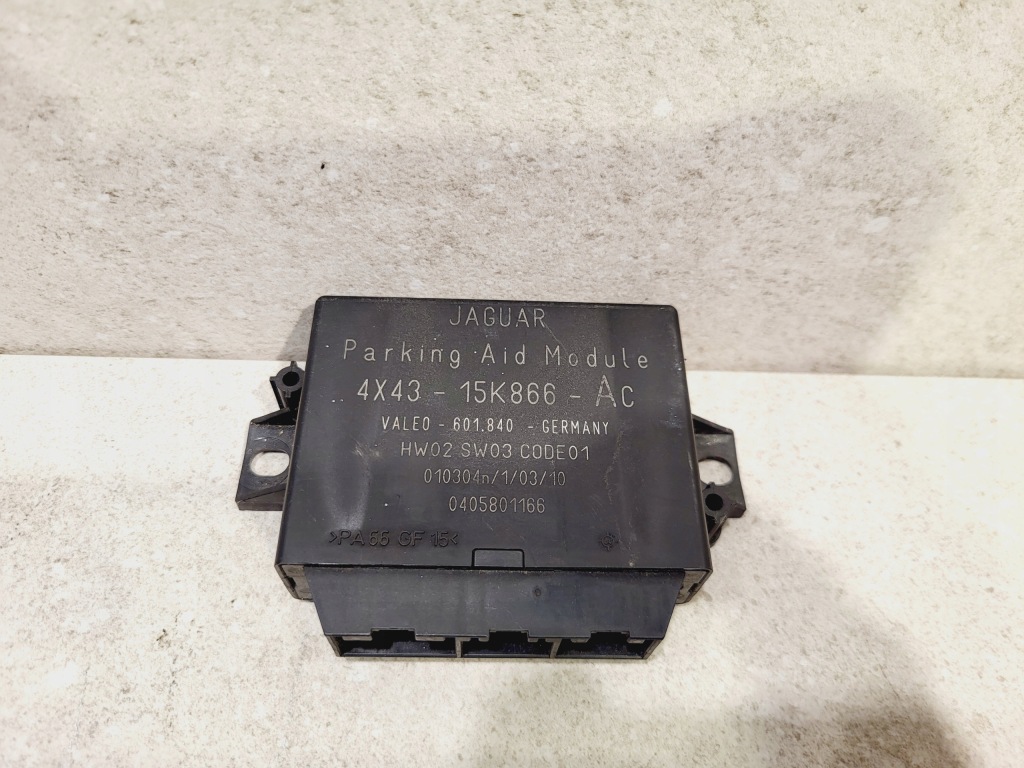 JAGUAR
Parking Aid Module
4X43 - 15K866 - AC
VALEO - 601.840 - GERMANY
HW02 SW03 CODE01
010304n/1/03/10
0405801166
>PA 66 GF 15<